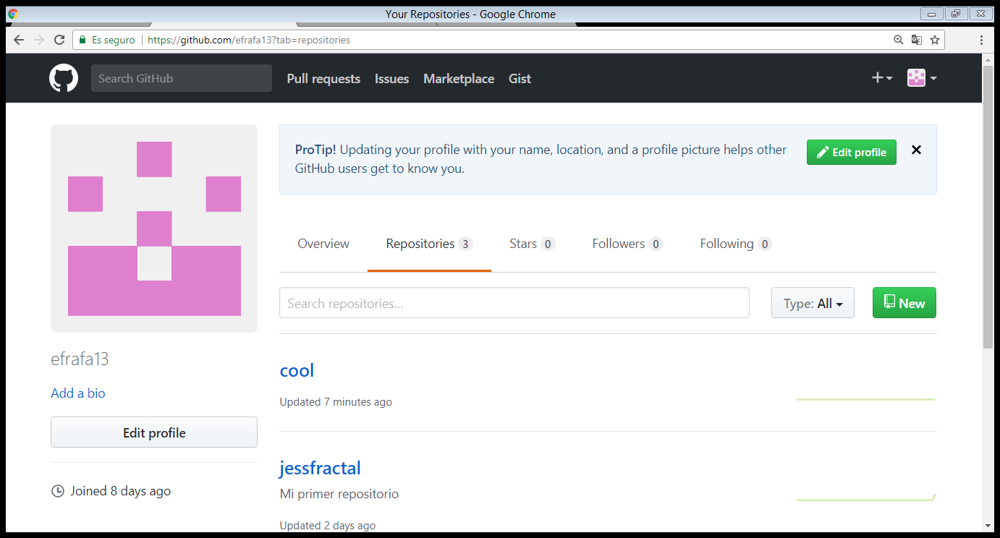 Your Repositories - Google Chrome
Es seguro https://github.com/efrafa13?tab=repositories
Search GitHub Pull requests Issues Marketplace Gist
ProTip! Updating your profile with your name, location, and a profile picture helps other
GitHub users get to know you.
Edit profile
Overview Repositories 3 Stars 0 Followers 0 Following 0
Search repositories... Type: All New
efrafa13
Add a bio
Edit profile
Joined 8 days ago
cool
Updated 7 minutes ago
jessfractal
Mi primer repositorio
Updated 2 days ago